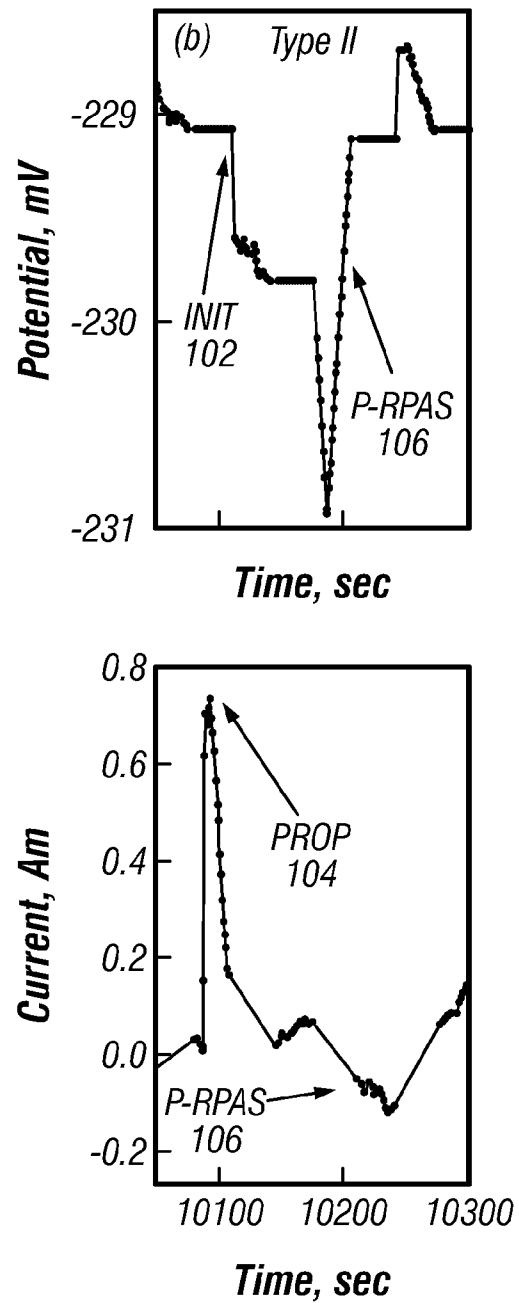 (b) Type II
Potential, mV
-229
-230
-231
INIT
102
P-RPAS
106
Time, sec
Current, Am
0.8
0.6
0.4
0.2
0.0
-0.2
PROP
104
P-RPAS
106
10100 10200 10300
Time, sec